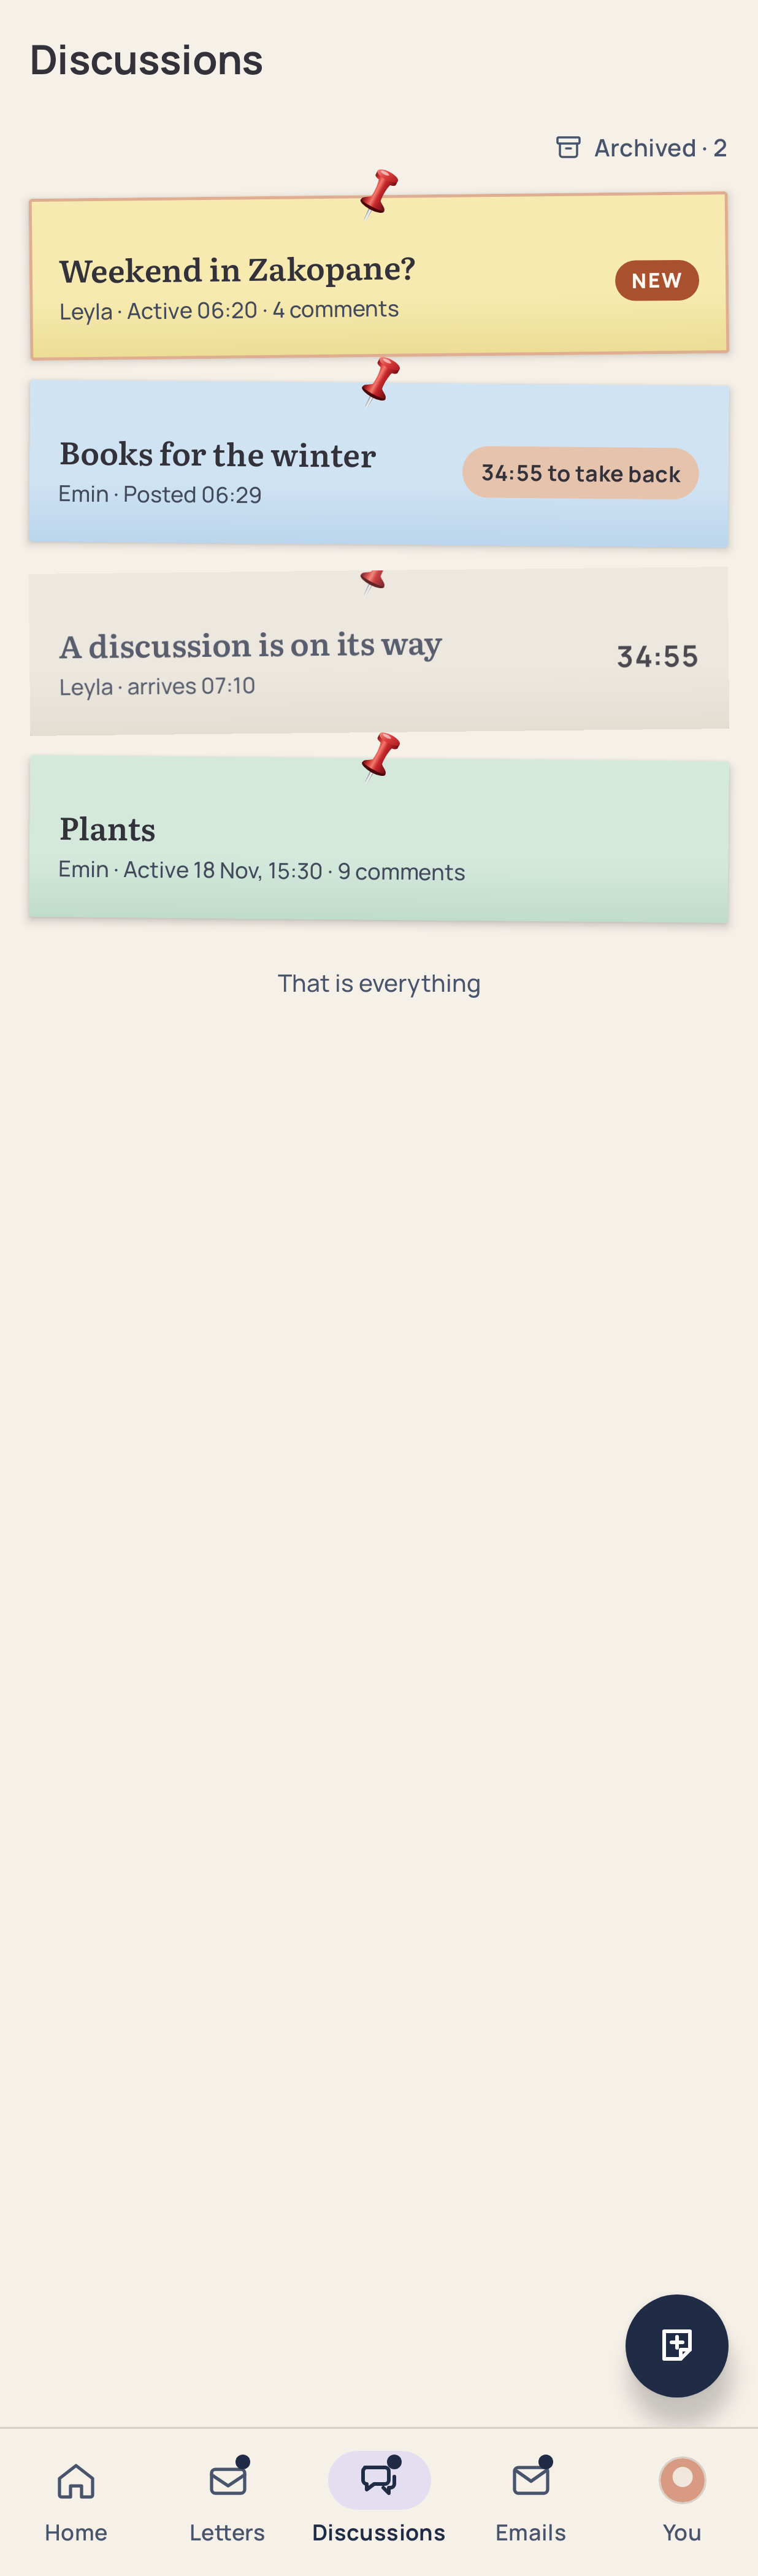 Discussions
Archived · 2
Weekend in Zakopane?
Leyla · Active 06:20 · 4 comments
NEW
Books for the winter
Emin · Posted 06:29
34:55 to take back
A discussion is on its way
Leyla · arrives 07:10
34:55
Plants
Emin · Active 18 Nov, 15:30 · 9 comments
That is everything
Home
Letters
Discussions
Emails
You